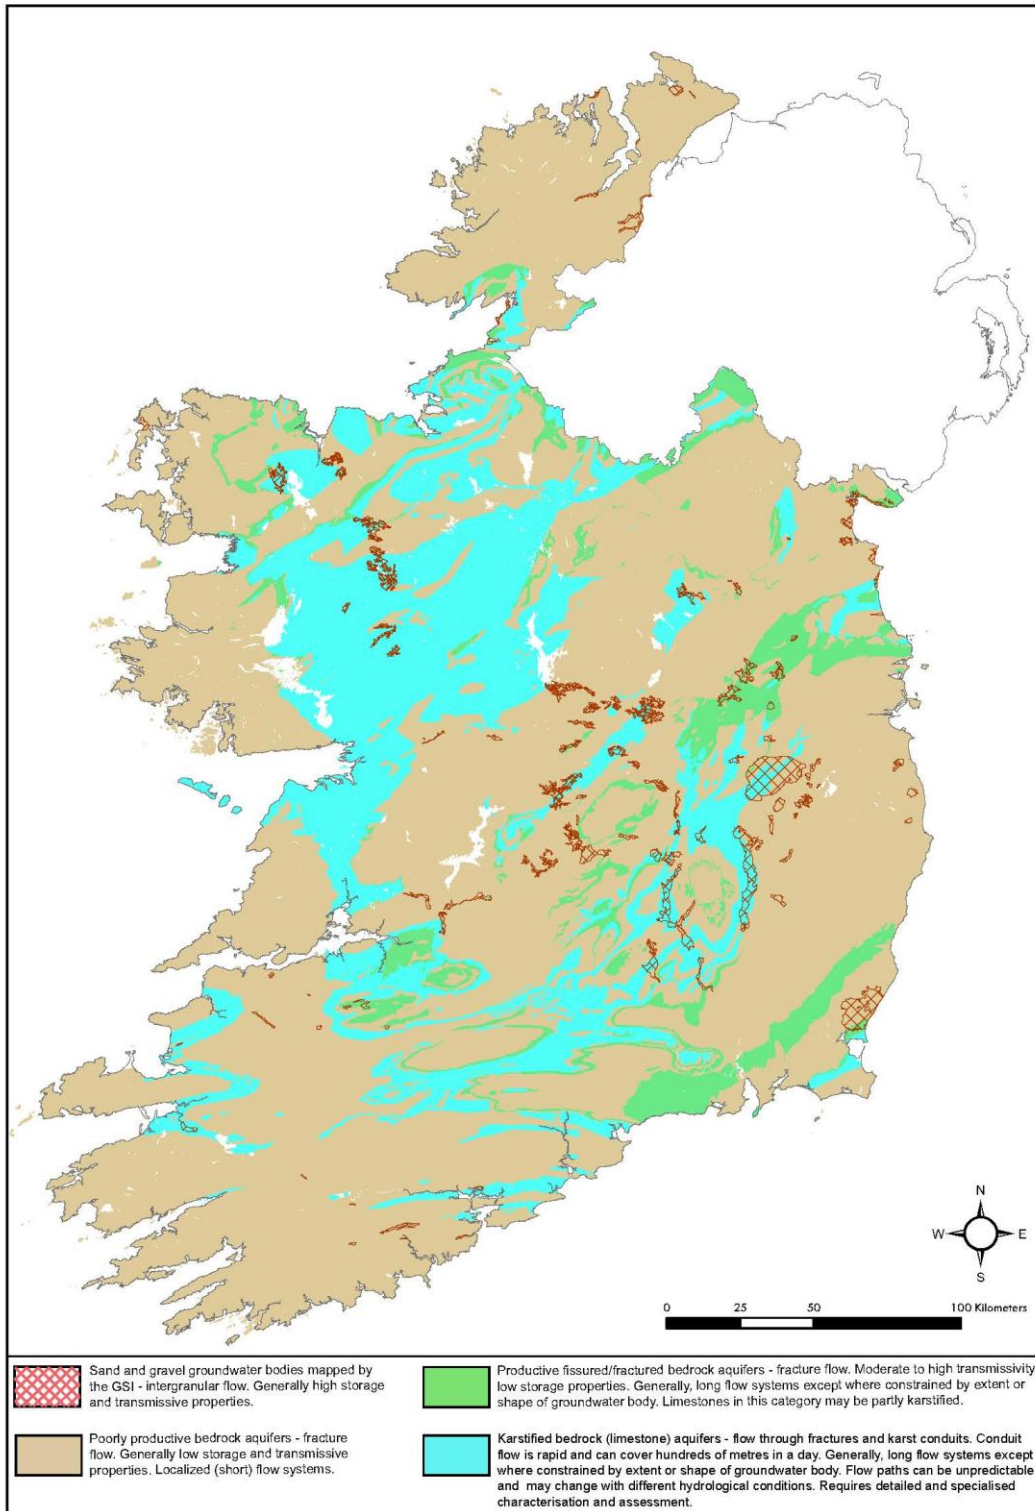 N
W E
S
0 25 50 100 Kilometers
Sand and gravel groundwater bodies mapped by
the GSI - intergranular flow. Generally high storage
and transmissive properties.
Productive fissured/fractured bedrock aquifers - fracture flow. Moderate to high transmissivity
low storage properties. Generally, long flow systems except where constrained by extent or
shape of groundwater body. Limestones in this category may be partly karstified.
Poorly productive bedrock aquifers - fracture
flow. Generally low storage and transmissive
properties. Localized (short) flow systems.
Karstified bedrock (limestone) aquifers - flow through fractures and karst conduits. Conduit
flow is rapid and can cover hundreds of metres in a day. Generally, long flow systems except
where constrained by extent or shape of groundwater body. Flow paths can be unpredictable
and may change with different hydrological conditions. Requires detailed and specialised
characterisation and assessment.